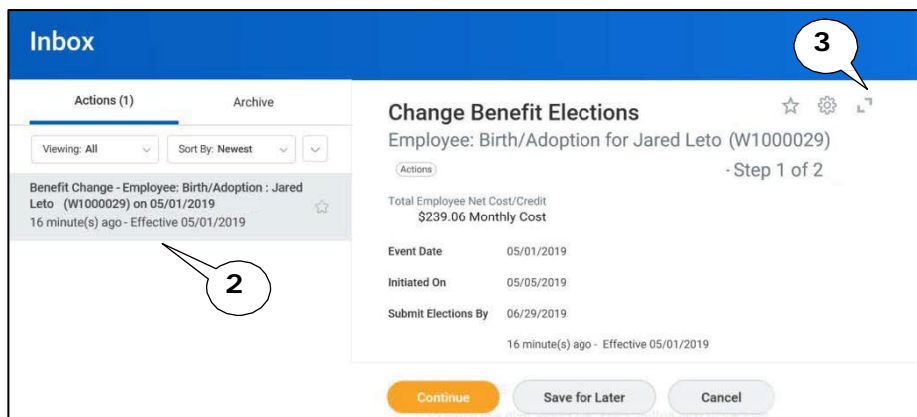 Inbox
3
Actions (1)
Archive
Viewing: All
Sort By: Newest
Benefit Change - Employee: Birth/Adoption : Jared
Leto (W1000029) on 05/01/2019
16 minute(s) ago - Effective 05/01/2019
2
Change Benefit Elections
Employee: Birth/Adoption for Jared Leto (W1000029)
Actions
- Step 1 of 2
Total Employee Net Cost/Credit
$239.06 Monthly Cost
Event Date 05/01/2019
Initiated On 05/05/2019
Submit Elections By 06/29/2019
16 minute(s) ago - Effective 05/01/2019
Continue
Save for Later
Cancel